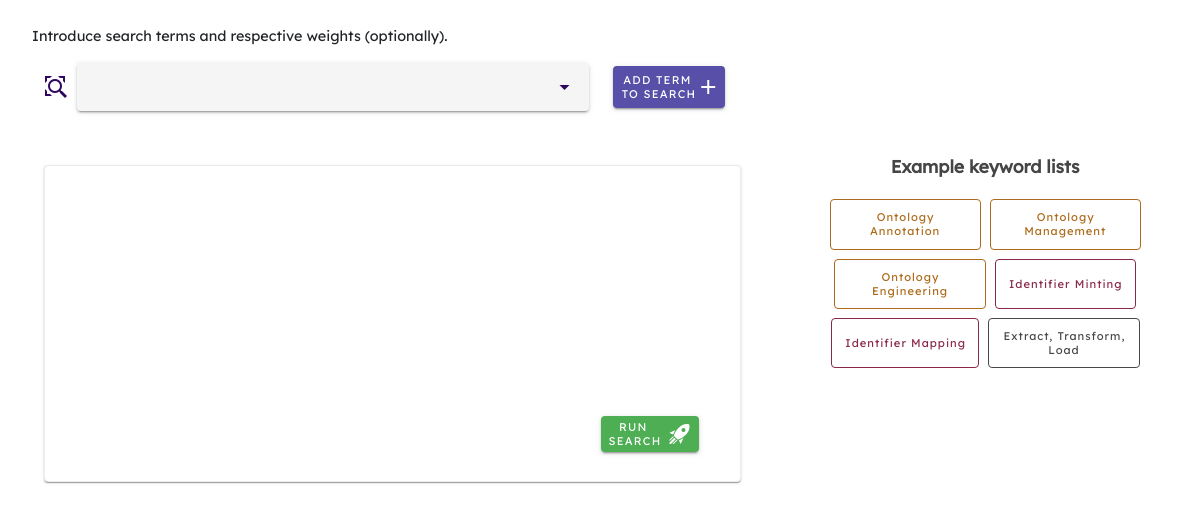 Introduce search terms and respective weights (optionally).
ADD TERM
TO SEARCH
Example keyword lists
Ontology
Annotation
Ontology
Management
Ontology
Engineering
Identifier Minting
Identifier Mapping
Extract, Transform,
Load
RUN
SEARCH